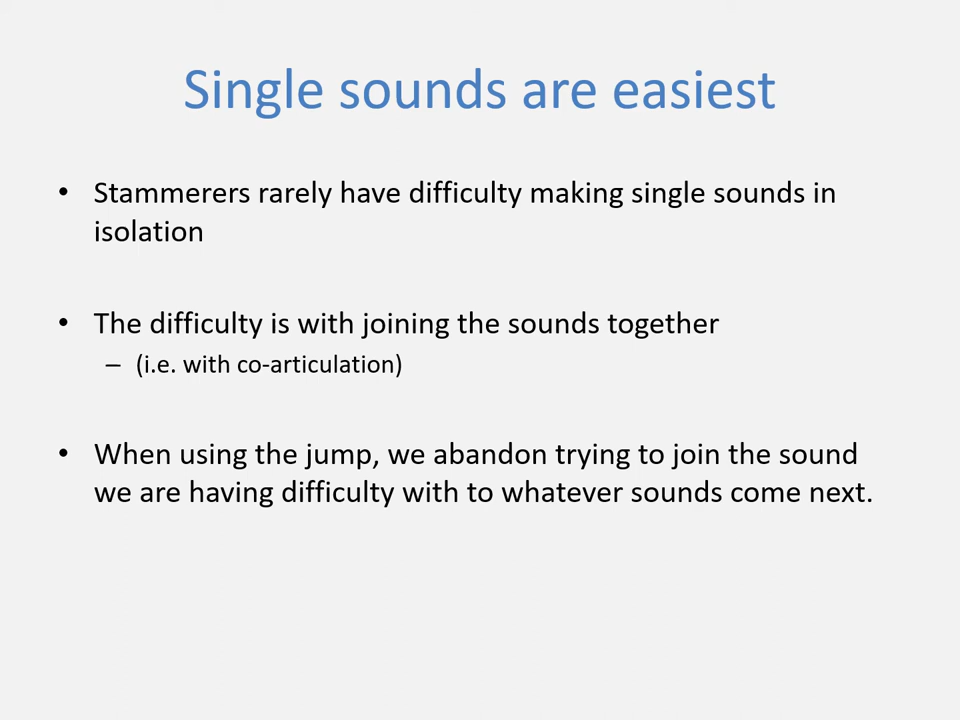 Single sounds are easiest
• Stammerers rarely have difficulty making single sounds in
isolation
• The difficulty is with joining the sounds together
– (i.e. with co-articulation)
• When using the jump, we abandon trying to join the sound
we are having difficulty with to whatever sounds come next.